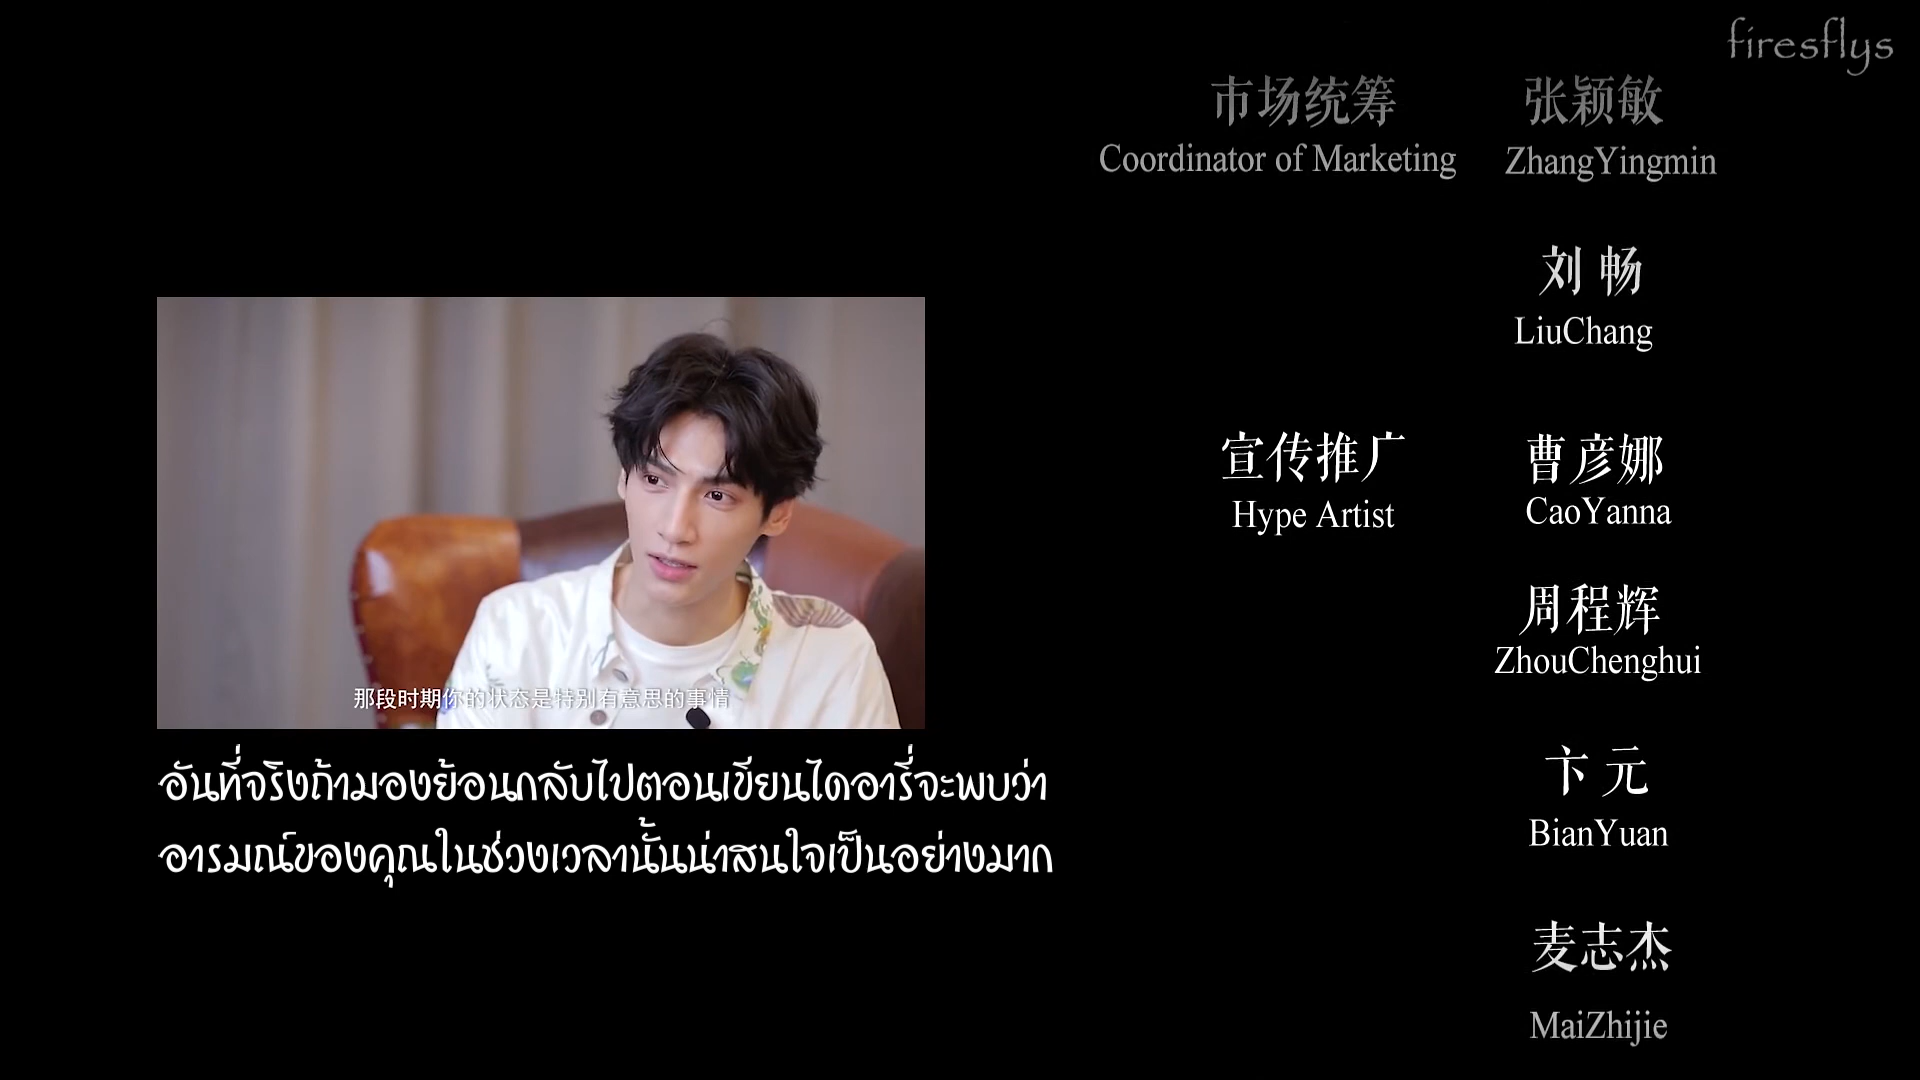 firesflys
市场统筹 张颖敏
Coordinator of Marketing ZhangYingmin
刘 畅
LiuChang
宣传推广 曹彦娜
Hype Artist CaoYanna
周程辉
ZhouChenghui
卞 元
BianYuan
麦志杰
MaiZhijie
那段时期你的状态是特别有意思的事情
อันที่จริงถ้ามองย้อนกลับไปตอนเขียนไดอารี่จะพบว่า
อารมณ์ของคุณในช่วงเวลานั้นน่าสนใจเป็นอย่างมาก